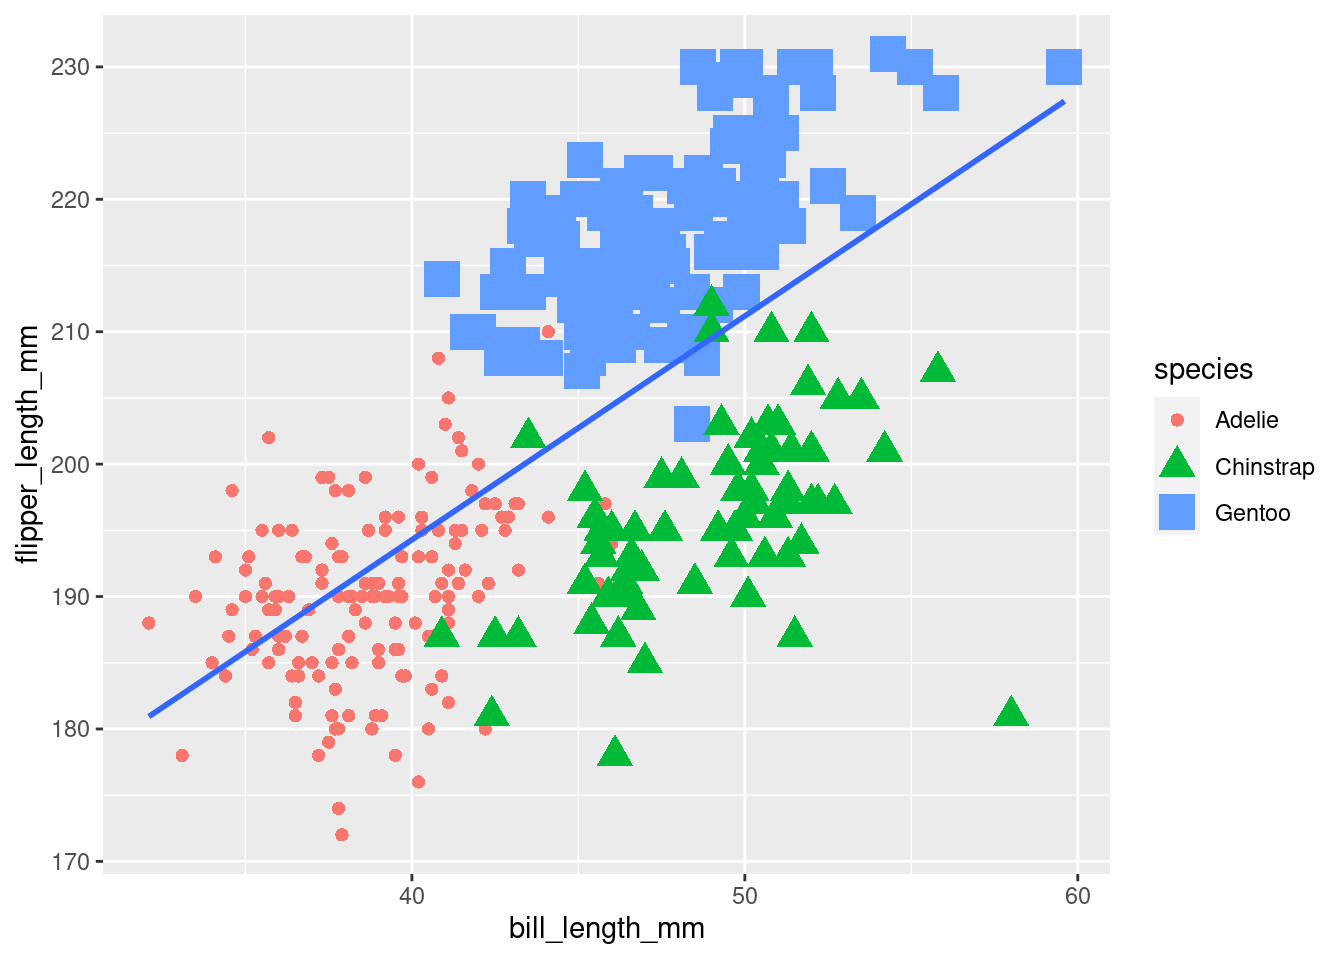 230
220
210
200
190
180
170
flipper_length_mm
40 50 60
bill_length_mm
species
Adelie
Chinstrap
Gentoo